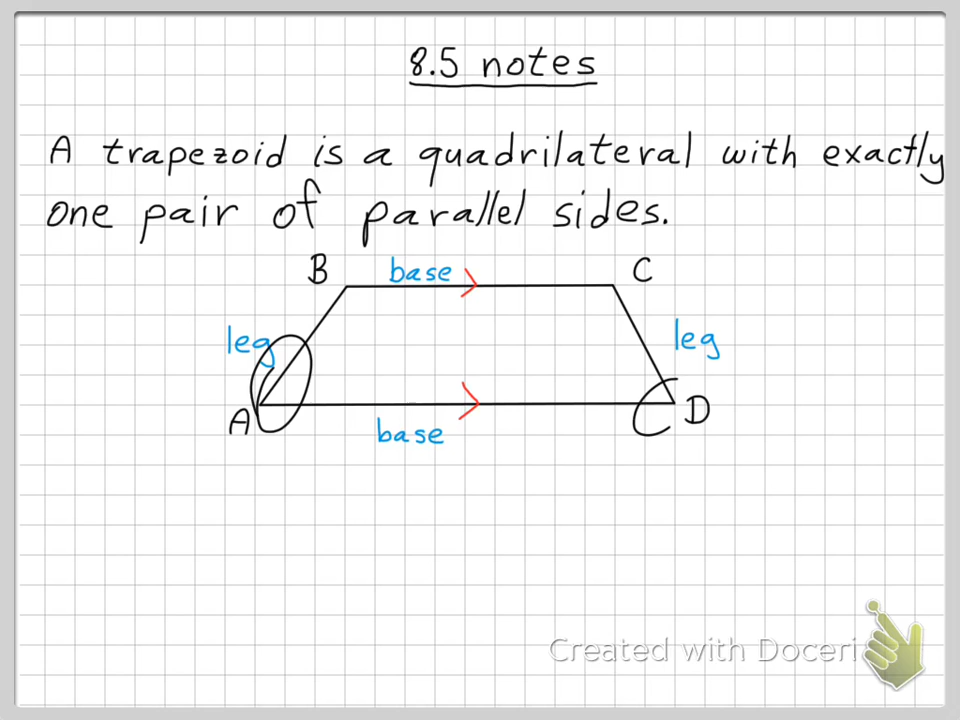 8.5 notes
A trapezoid is a quadrilateral with exactly
one pair of parallel sides.
B base C
leg leg
A D
base
Created with Doceri